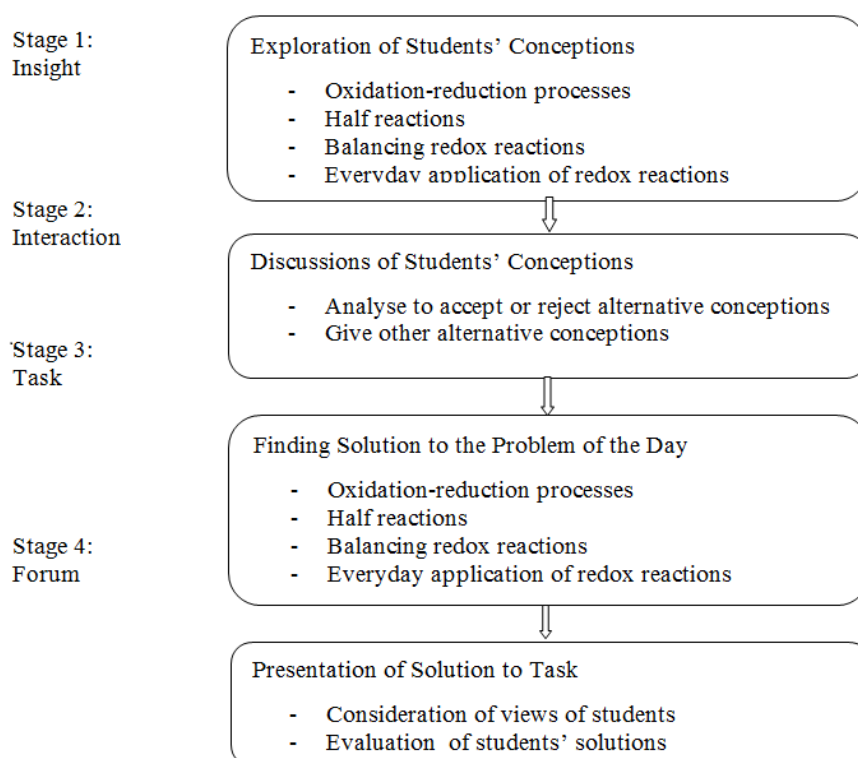 Stage 1:
Insight
Exploration of Students’ Conceptions
- Oxidation-reduction processes
- Half reactions
- Balancing redox reactions
- Everyday application of redox reactions
Stage 2:
Interaction
Discussions of Students’ Conceptions
- Analyse to accept or reject alternative conceptions
- Give other alternative conceptions
Stage 3:
Task
Finding Solution to the Problem of the Day
- Oxidation-reduction processes
- Half reactions
- Balancing redox reactions
- Everyday application of redox reactions
Stage 4:
Forum
Presentation of Solution to Task
- Consideration of views of students
- Evaluation of students’ solutions